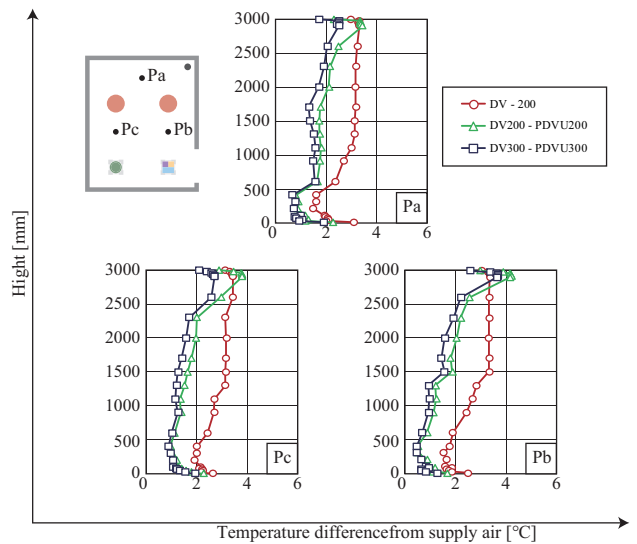 3000
2500
2000
1500
1000
500
0
0 2 4 6
Pa
Pa
Pc Pb
DV - 200
DV200 - PDVU200
DV300 - PDVU300
Hight [mm]
3000
2500
2000
1500
1000
500
0
0 2 4 6
Pc
3000
2500
2000
1500
1000
500
0
0 2 4 6
Pb
Temperature differencefrom supply air [°C]